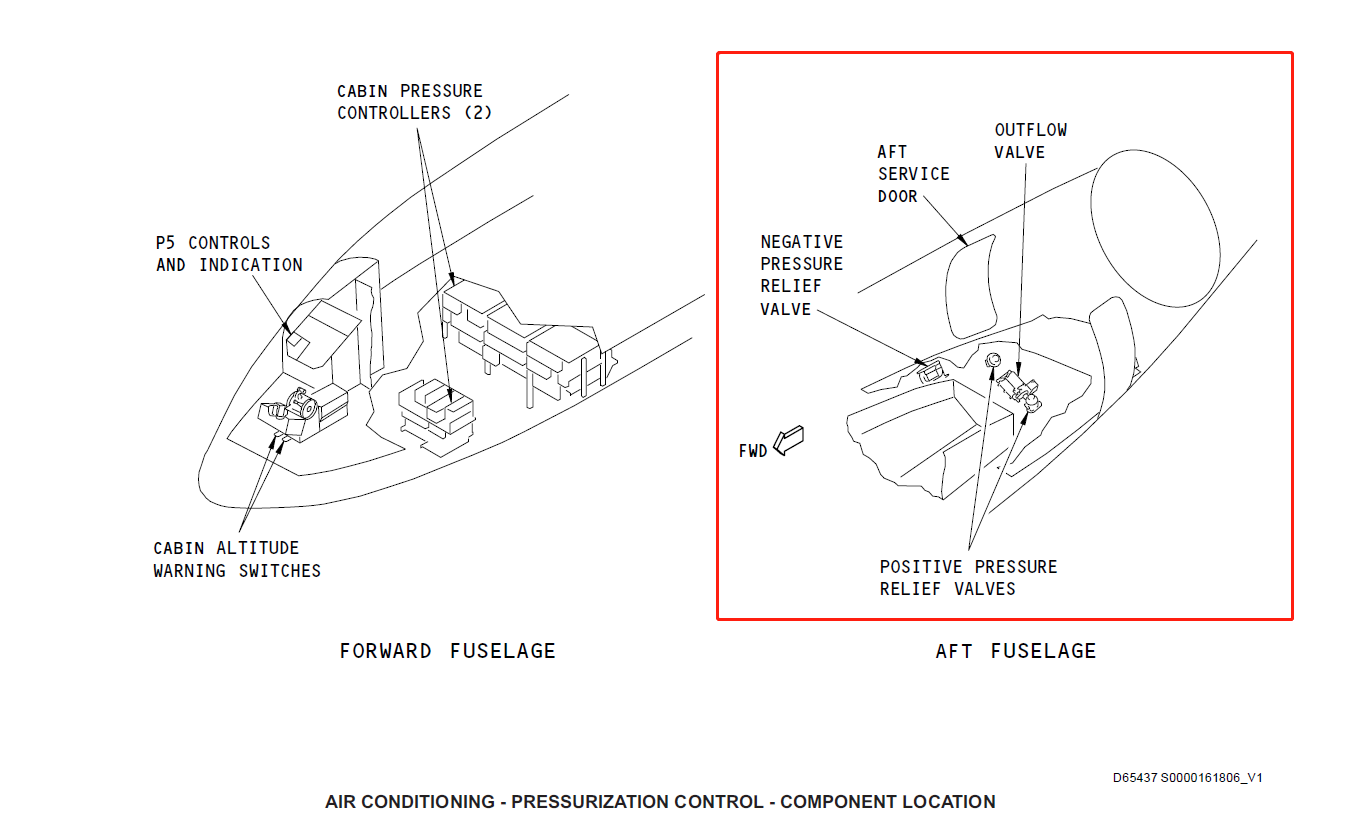 CABIN PRESSURE
CONTROLLERS (2)
P5 CONTROLS
AND INDICATION
CABIN ALTITUDE
WARNING SWITCHES
FORWARD FUSELAGE
OUTFLOW
VALVE
AFT
SERVICE
DOOR
NEGATIVE
PRESSURE
RELIEF
VALVE
FWD
POSITIVE PRESSURE
RELIEF VALVES
AFT FUSELAGE
D65437 S0000161806_V1
AIR CONDITIONING - PRESSURIZATION CONTROL - COMPONENT LOCATION